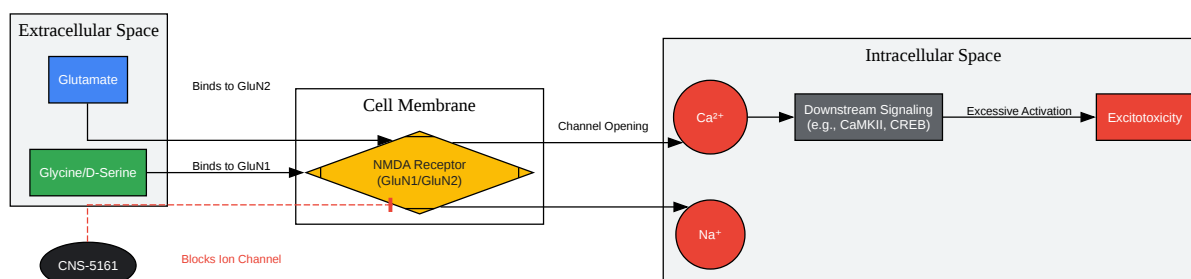 Extracellular Space
Glutamate
Binds to GluN2
Glycine/D-Serine
Binds to GluN1
CNS-5161
Blocks Ion Channel
Cell Membrane
NMDA Receptor
(GluN1/GluN2)
Channel Opening
Intracellular Space
Ca²⁺
Downstream Signaling
(e.g., CaMKII, CREB)
Excessive Activation
Excitotoxicity
Na⁺